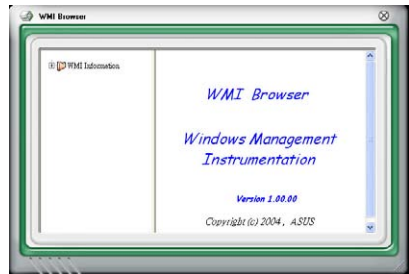 WMI Browser
WMI Information
WMI Browser
Windows Management
Instrumentation
Version 1.00.00
Copyright (c) 2004, ASUS